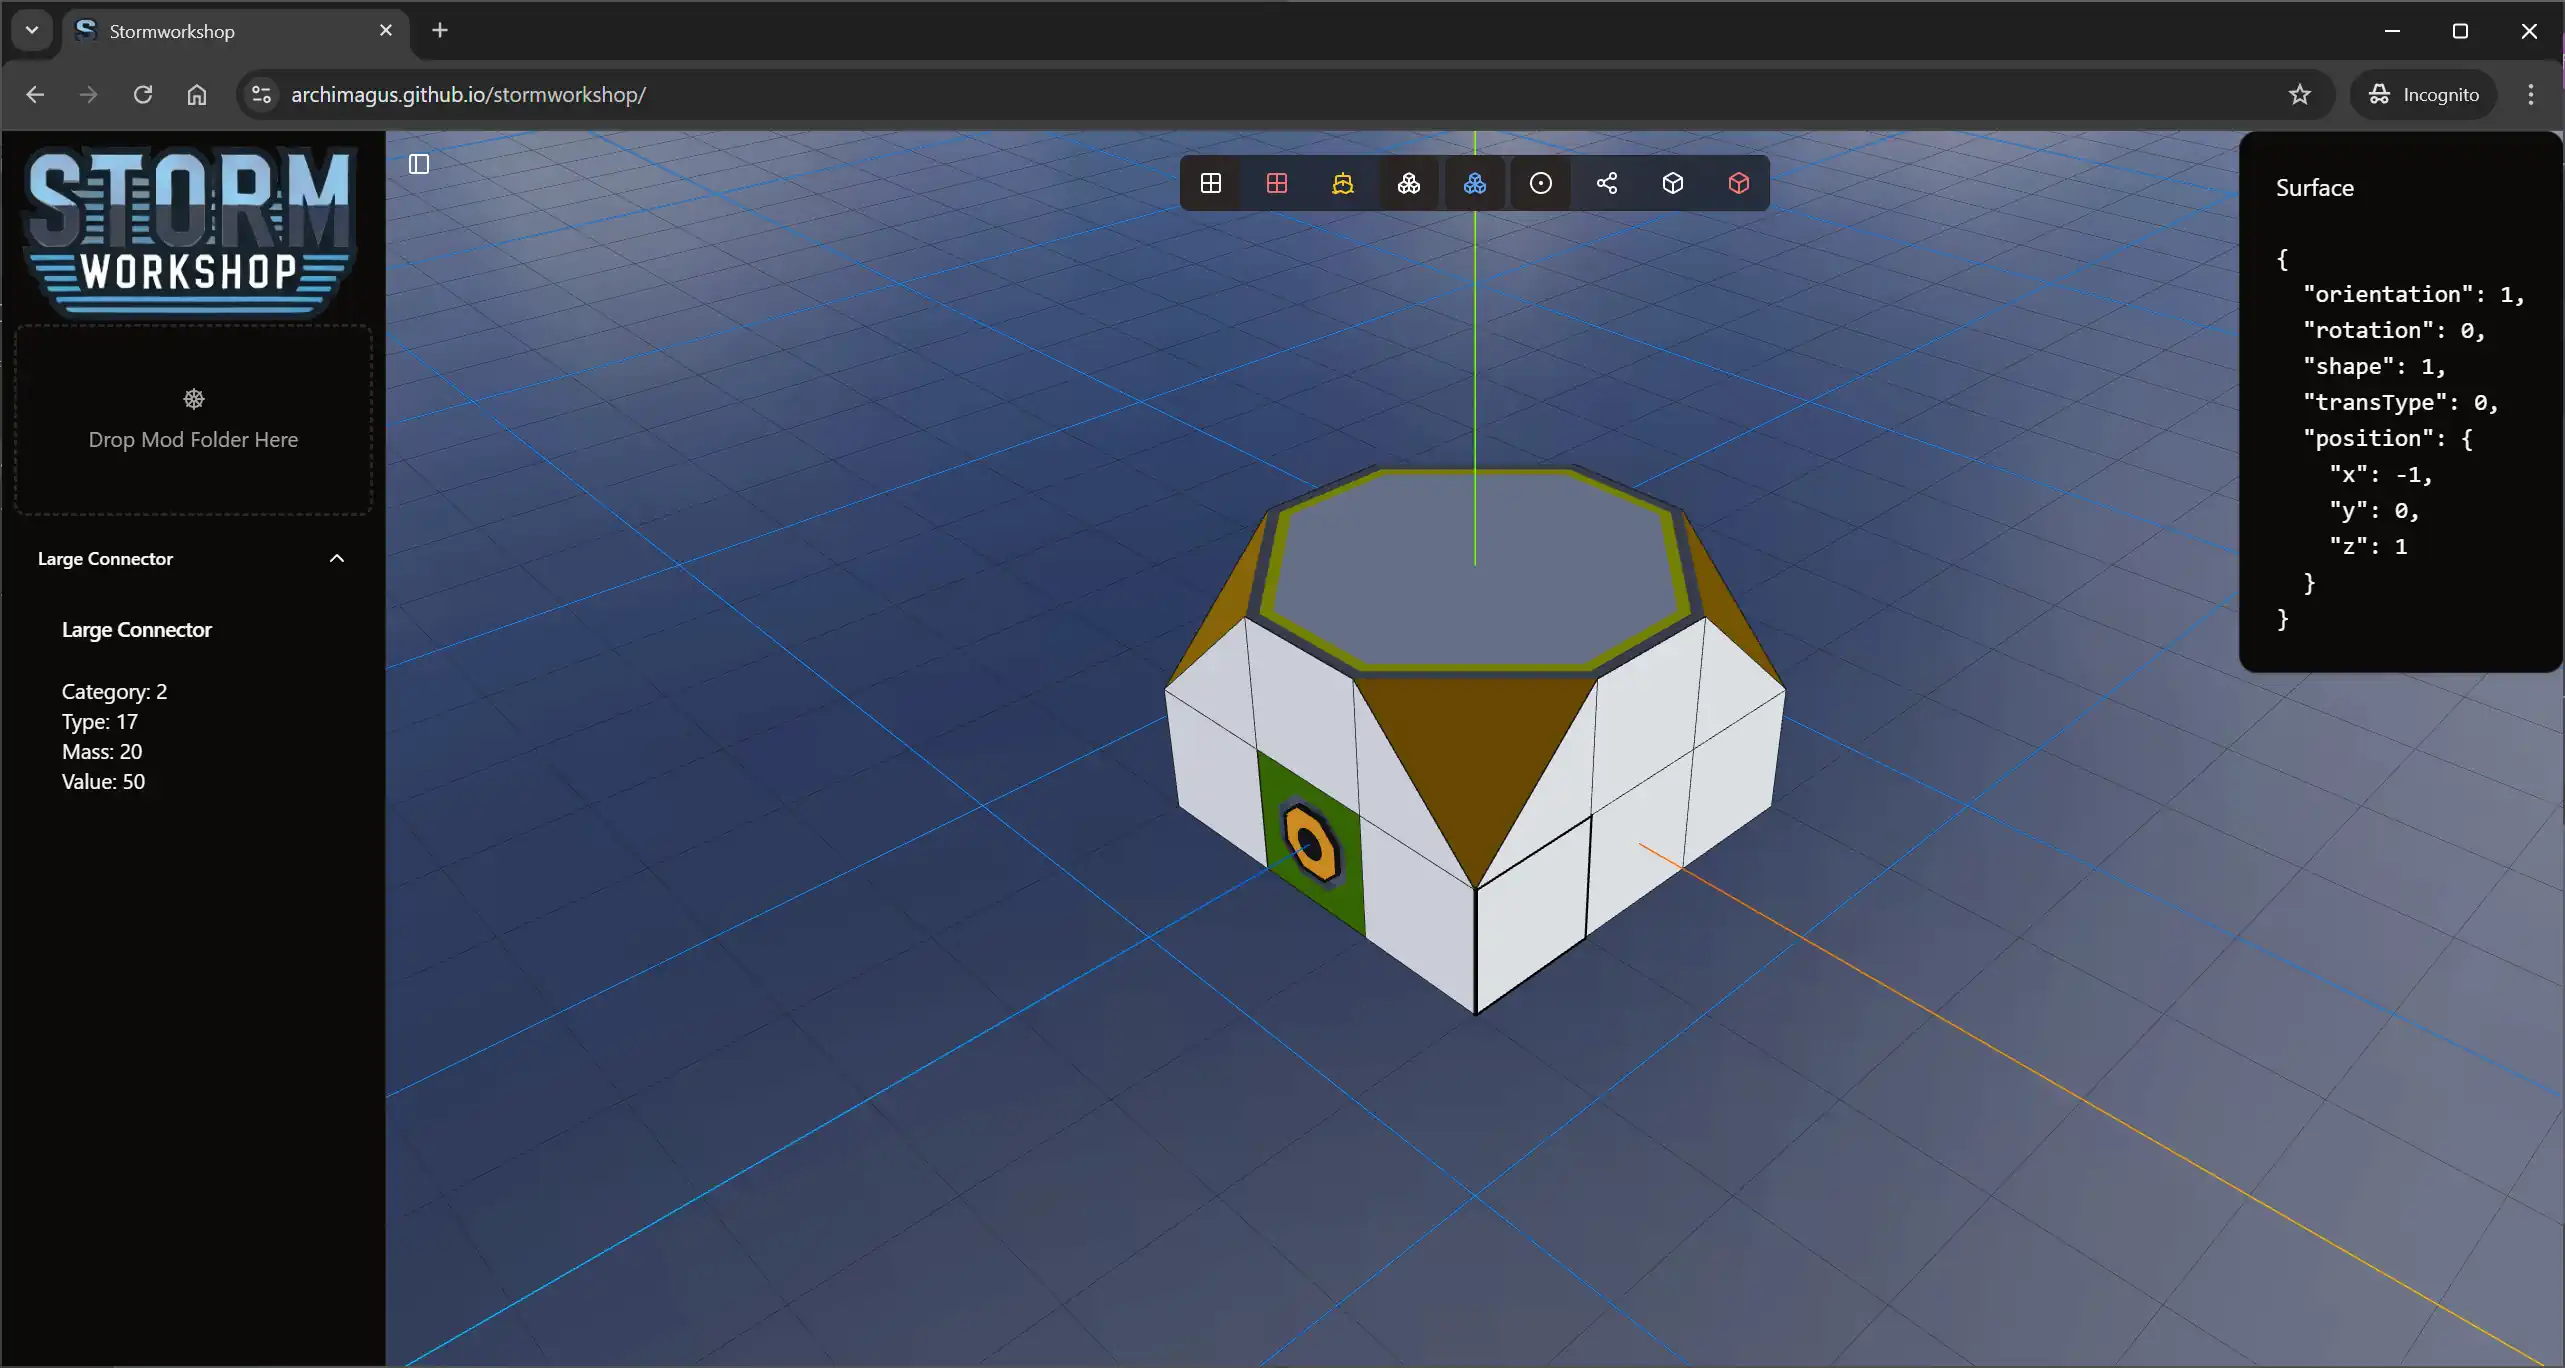 Stormworkshop
archimagus.github.io/stormworkshop/
Incognito
STORM
WORKSHOP
Drop Mod Folder Here
Large Connector
Large Connector
Category: 2
Type: 17
Mass: 20
Value: 50
Surface
{
"orientation": 1,
"rotation": 0,
"shape": 1,
"transType": 0,
"position": {
"x": -1,
"y": 0,
"z": 1
}
}